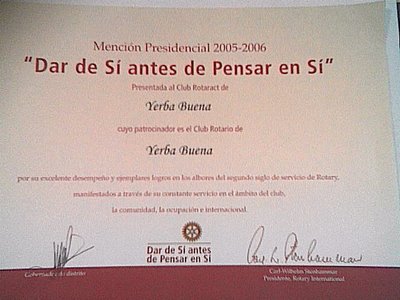 Mención Presidencial 2005-2006
"Dar de Sí antes de Pensar en Sí"
Presentada al Club Rotaract de
Yerba Buena
cuyo patrocinador es el Club Rotario de
Yerba Buena
por su excelente desempeño y ejemplares logros en los albores del segundo siglo de servicio de Rotary,
manifestados a través de su constante servicio en el ámbito del club,
la comunidad, la ocupación e internacional.
Dar de Sí antes
de Pensar en Sí
Gobernador de distrito
Carl-Wilhelm Stenhammar
Presidente, Rotary International